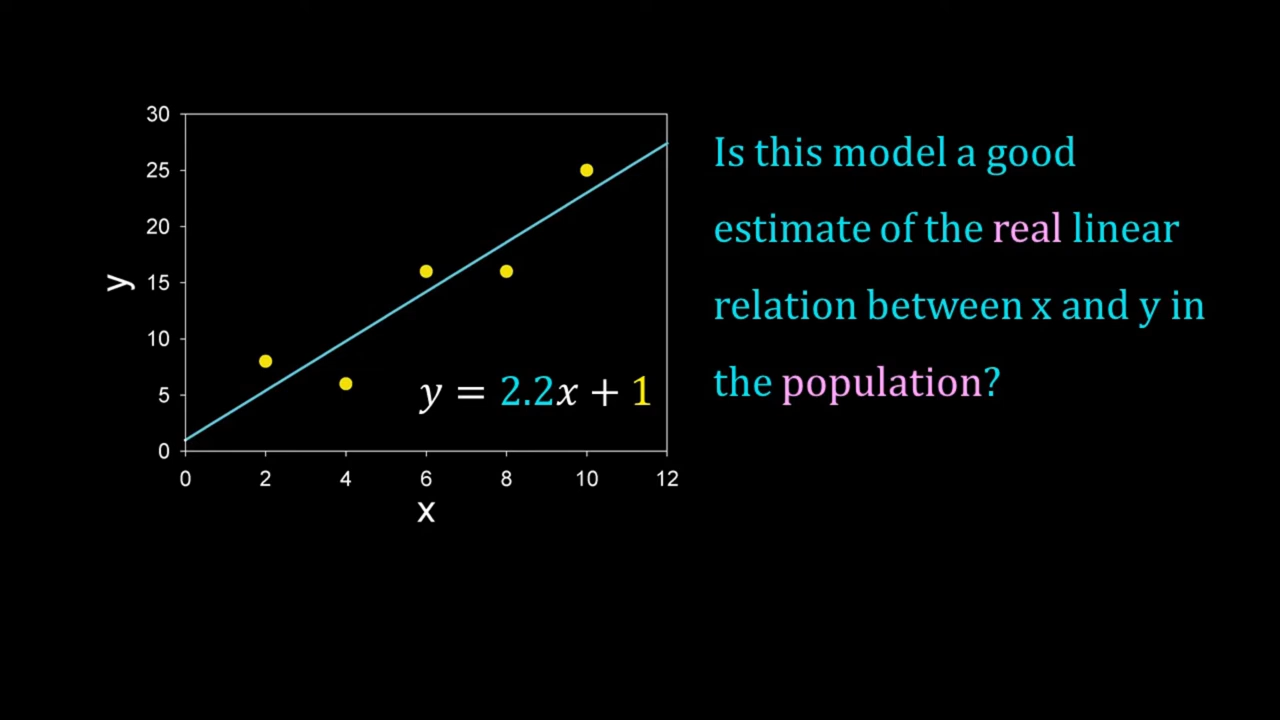 30
25
20
15
10
5
0
y
0 2 4 6 8 10 12
x
y = 2.2x + 1
Is this model a good
estimate of the real linear
relation between x and y in
the population?